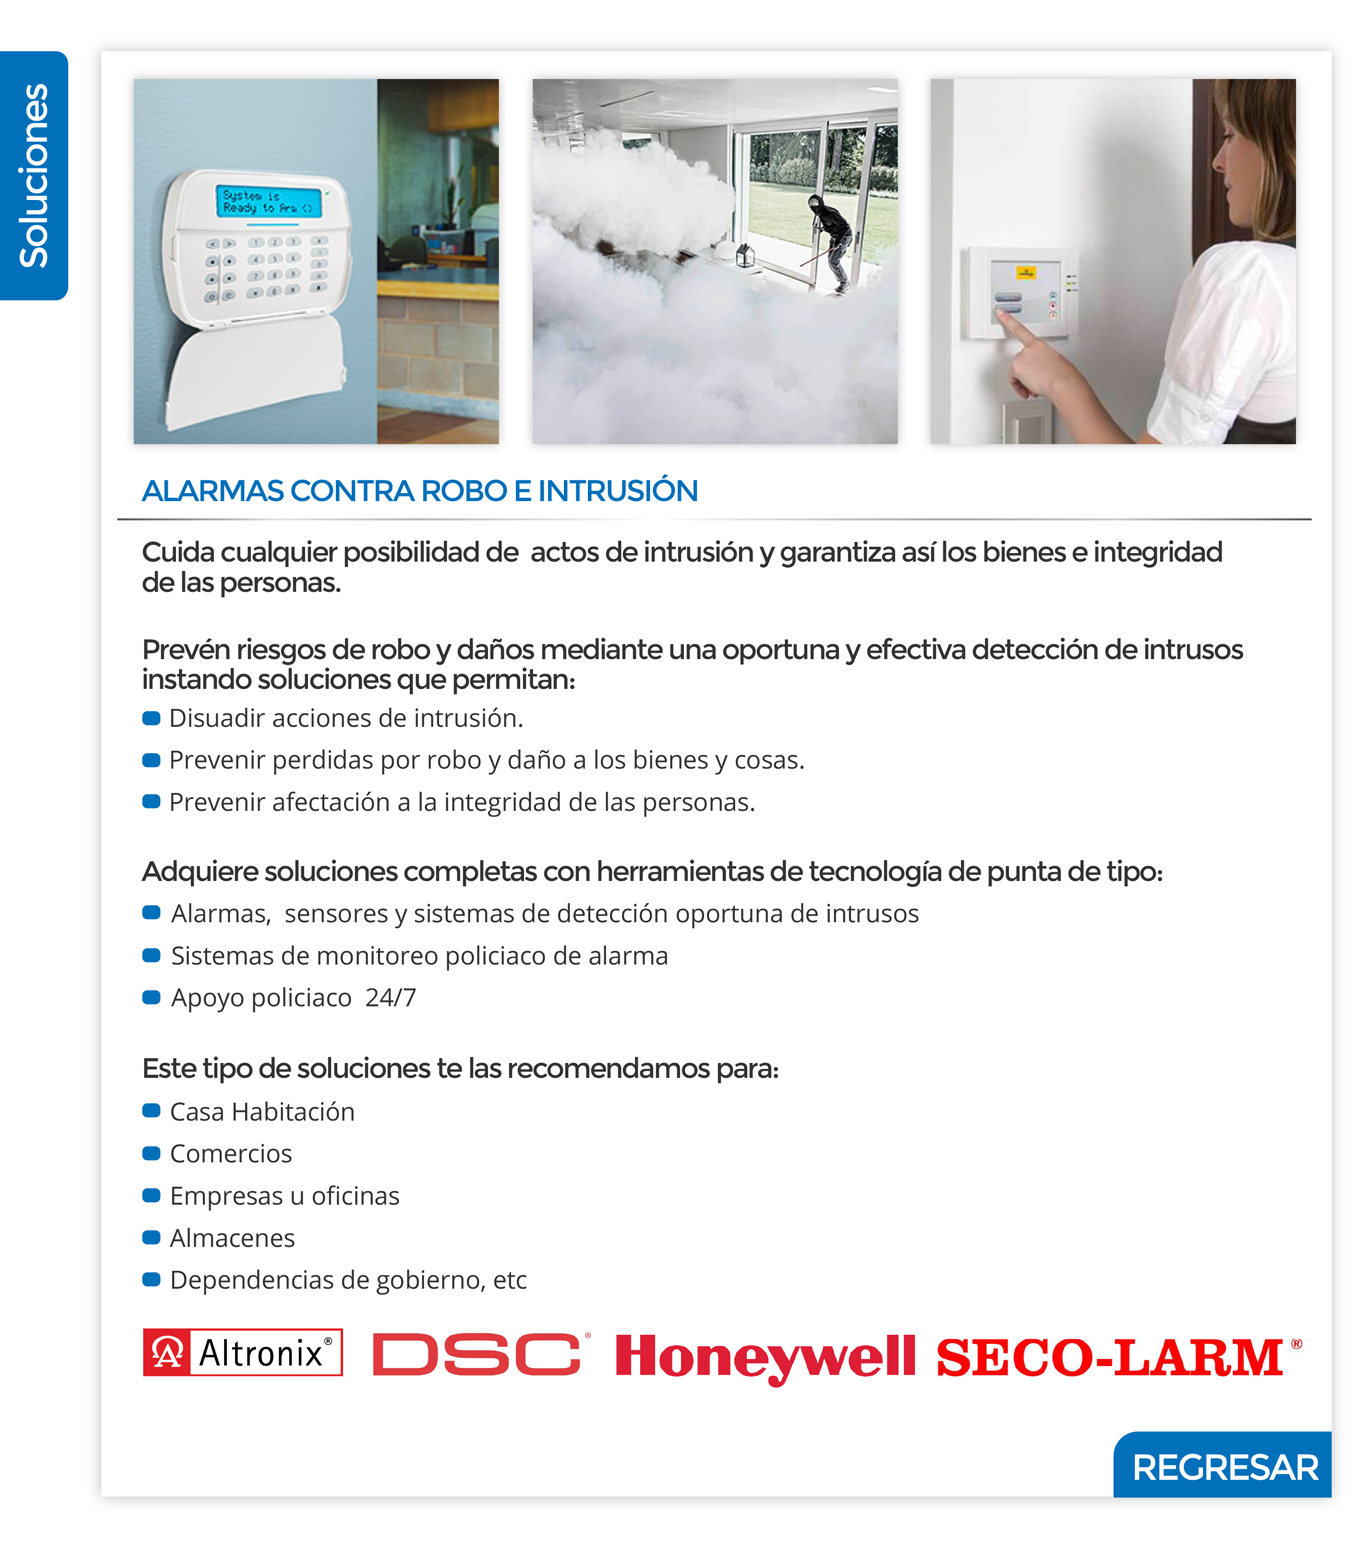 Soluciones
System is
Ready to Arm <>
ALARMAS CONTRA ROBO E INTRUSIÓN
Cuida cualquier posibilidad de  actos de intrusión y garantiza así los bienes e integridad
de las personas.
Prevén riesgos de robo y daños mediante una oportuna y efectiva detección de intrusos
instando soluciones que permitan:
Disuadir acciones de intrusión.
Prevenir perdidas por robo y daño a los bienes y cosas.
Prevenir afectación a la integridad de las personas.
Adquiere soluciones completas con herramientas de tecnología de punta de tipo:
Alarmas,  sensores y sistemas de detección oportuna de intrusos
Sistemas de monitoreo policiaco de alarma
Apoyo policiaco  24/7
Este tipo de soluciones te las recomendamos para:
Casa Habitación
Comercios
Empresas u oficinas
Almacenes
Dependencias de gobierno, etc
Altronix® DSC® Honeywell SECO-LARM®
REGRESAR